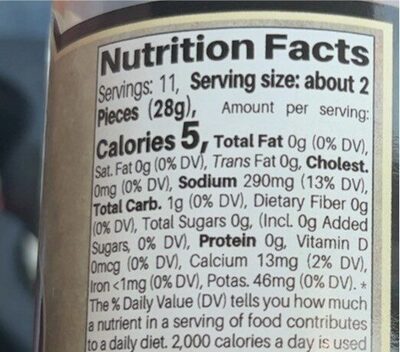 Nutrition Facts
Servings: 11, Serving size: about 2
Pieces (28g), Amount per serving:
Calories 5, Total Fat 0g (0% DV),
Sat. Fat 0g (0% DV), Trans Fat 0g, Cholest.
0mg (0% DV), Sodium 290mg (13% DV),
Total Carb. 1g (0% DV), Dietary Fiber 0g
(0% DV), Total Sugars 0g, (Incl. 0g Added
Sugars, 0% DV), Protein 0g, Vitamin D
0mcg (0% DV), Calcium 13mg (2% DV),
Iron <1mg (0% DV), Potas. 46mg (0% DV). *
The % Daily Value (DV) tells you how much
a nutrient in a serving of food contributes
to a daily diet. 2,000 calories a day is used